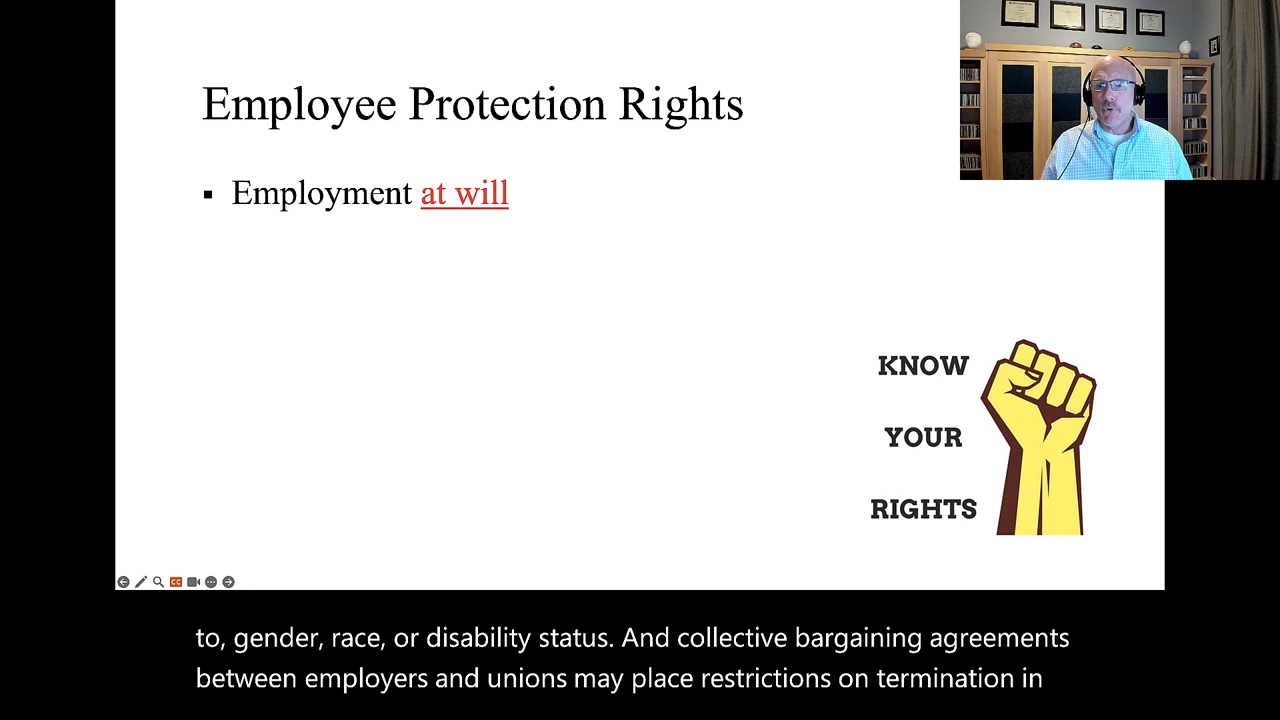 Employee Protection Rights
▪ Employment at will
KNOW
YOUR
RIGHTS
CC
to, gender, race, or disability status. And collective bargaining agreements
between employers and unions may place restrictions on termination in